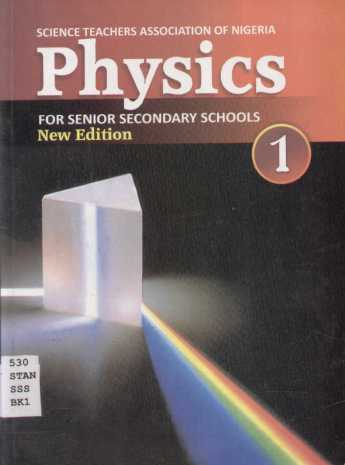 SCIENCE TEACHERS ASSOCIATION OF NIGERIA
Physics
FOR SENIOR SECONDARY SCHOOLS
New Edition
1
530
STAN
SSS
BK1